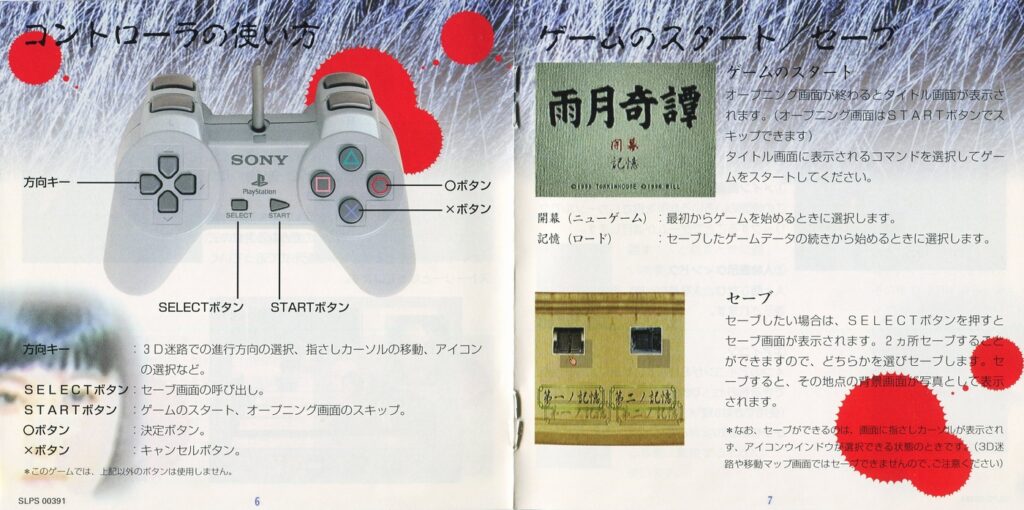 コントローラの使い方
方向キー
SONY
PlayStation
SELECT
START
○ボタン
×ボタン
SELECTボタン
STARTボタン
方向キー : 3D迷路での進行方向の選択、指さしカーソルの移動、アイコンの選択など。
SELECTボタン : セーブ画面の呼び出し。
STARTボタン : ゲームのスタート、オープニング画面のスキップ。
○ボタン : 決定ボタン。
×ボタン : キャンセルボタン。
＊このゲームでは、上記以外のボタンは使用しません。
SLPS 00391
6
ゲームのスタート／セーブ
雨月奇譚
開幕
記憶
©1996 TONKINHOUSE ©1996 WILL
ゲームのスタート
オープニング画面が終わるとタイトル画面が表示さ
れます。（オープニング画面はSTARTボタンでス
キップできます）
タイトル画面に表示されるコマンドを選択してゲー
ムをスタートしてください。
開幕（ニューゲーム）: 最初からゲームを始めるときに選択します。
記憶（ロード） : セーブしたゲームデータの続きから始めるときに選択します。
第一ノ記憶
第二ノ記憶
セーブ
セーブしたい場合は、SELECTボタンを押すと
セーブ画面が表示されます。2ヵ所セーブすること
ができますので、どちらかを選びセーブします。セ
ーブすると、その地点の背景画面が写真として表示
されます。
＊なお、セーブができるのは、画面に指さしカーソルが表示され
ず、アイコンウインドウが選択できる状態のときです。（3D迷
路や移動マップ画面ではセーブできませんので、ご注意ください）
7